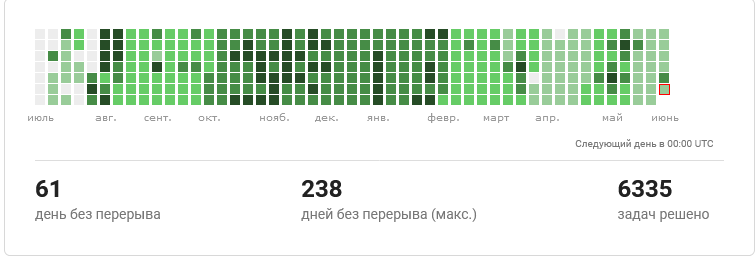 июль авг. сент. окт. нояб. дек. янв. февр. март апр. май июнь
Следующий день в 00:00 UTC
61 238 6335
день без перерыва дней без перерыва (макс.) задач решено